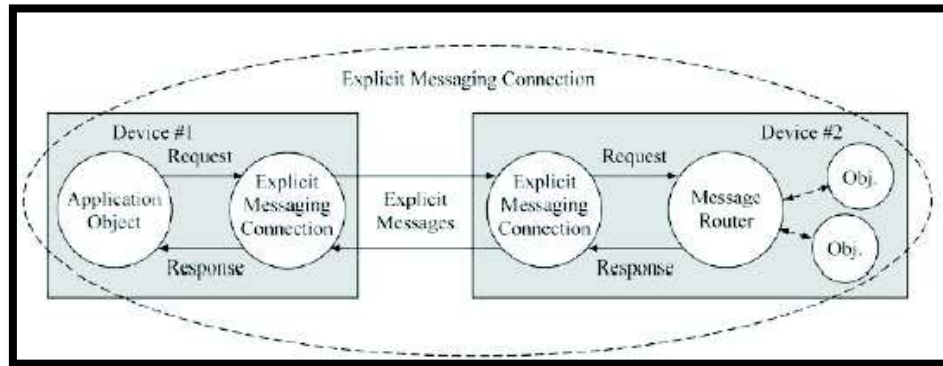 Explicit Messaging Connection
Device #1
Device #2
Request
Request
Application
Object
Explicit
Messaging
Connection
Explicit
Messages
Explicit
Messaging
Connection
Message
Router
Obj.
Obj.
Response
Response